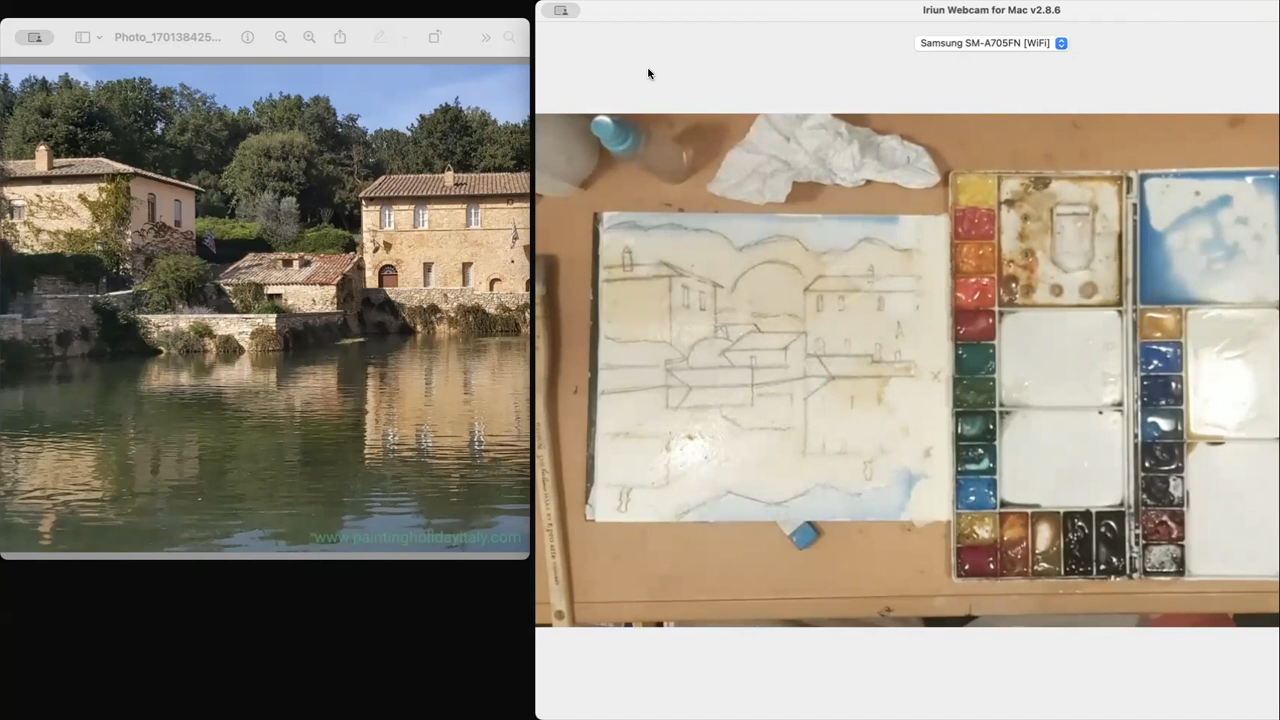 Photo_170138425...
"www.paintingholidayitaly.com
Iriun Webcam for Mac v2.8.6
Samsung SM-A705FN [WiFi]